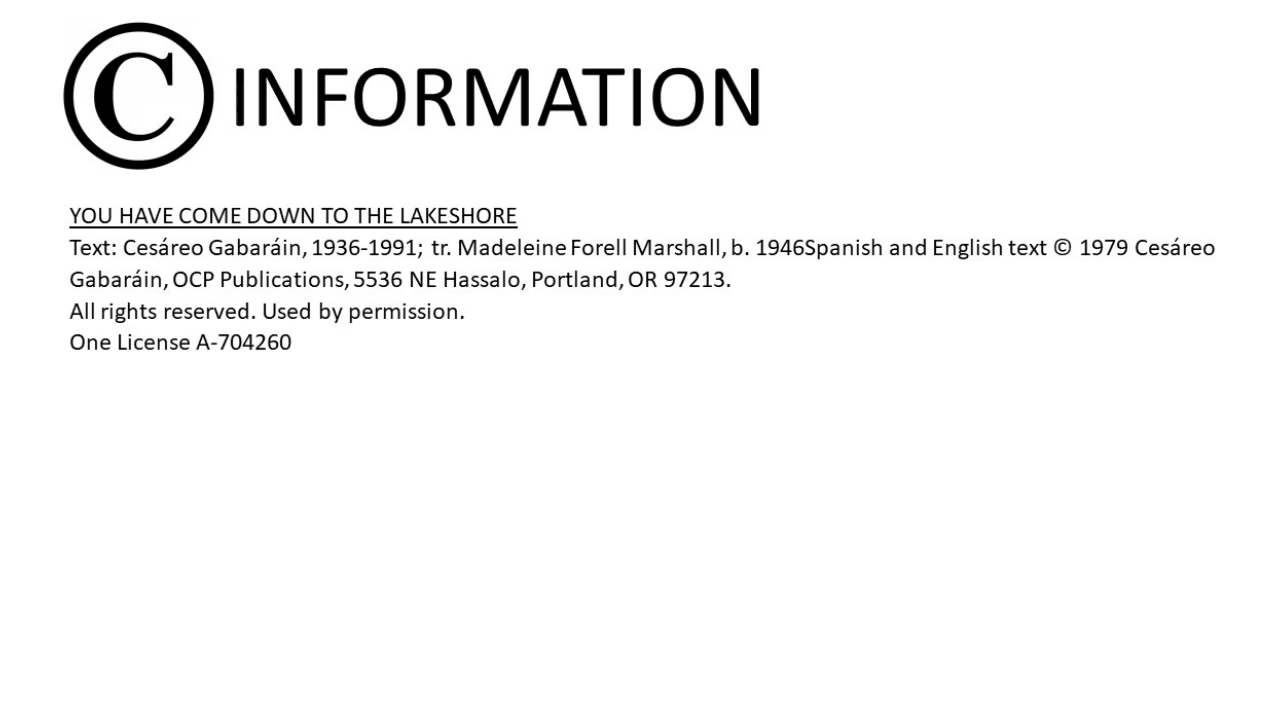 © INFORMATION
YOU HAVE COME DOWN TO THE LAKESHORE
Text: Cesáreo Gabaráin, 1936-1991; tr. Madeleine Forell Marshall, b. 1946Spanish and English text © 1979 Cesáreo
Gabaráin, OCP Publications, 5536 NE Hassalo, Portland, OR 97213.
All rights reserved. Used by permission.
One License A-704260